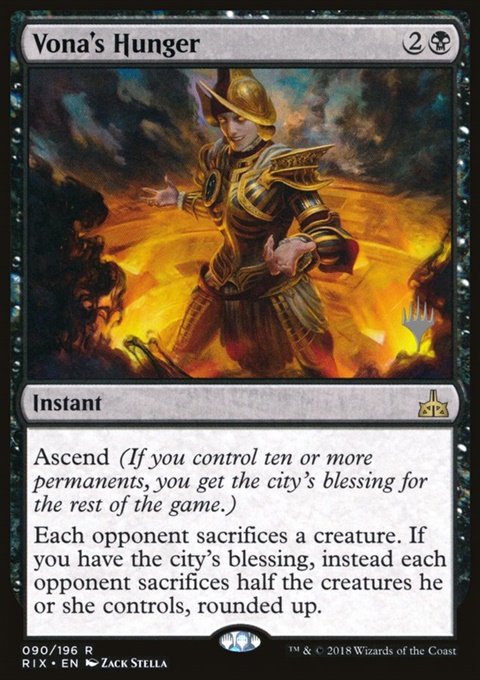 Vona's Hunger 2
Instant
Ascend (If you control ten or more
permanents, you get the city's blessing for
the rest of the game.)
Each opponent sacrifices a creature. If
you have the city's blessing, instead each
opponent sacrifices half the creatures he
or she controls, rounded up.
090/196 R
RIX • EN Zack Stella
™ & © 2018 Wizards of the Coast